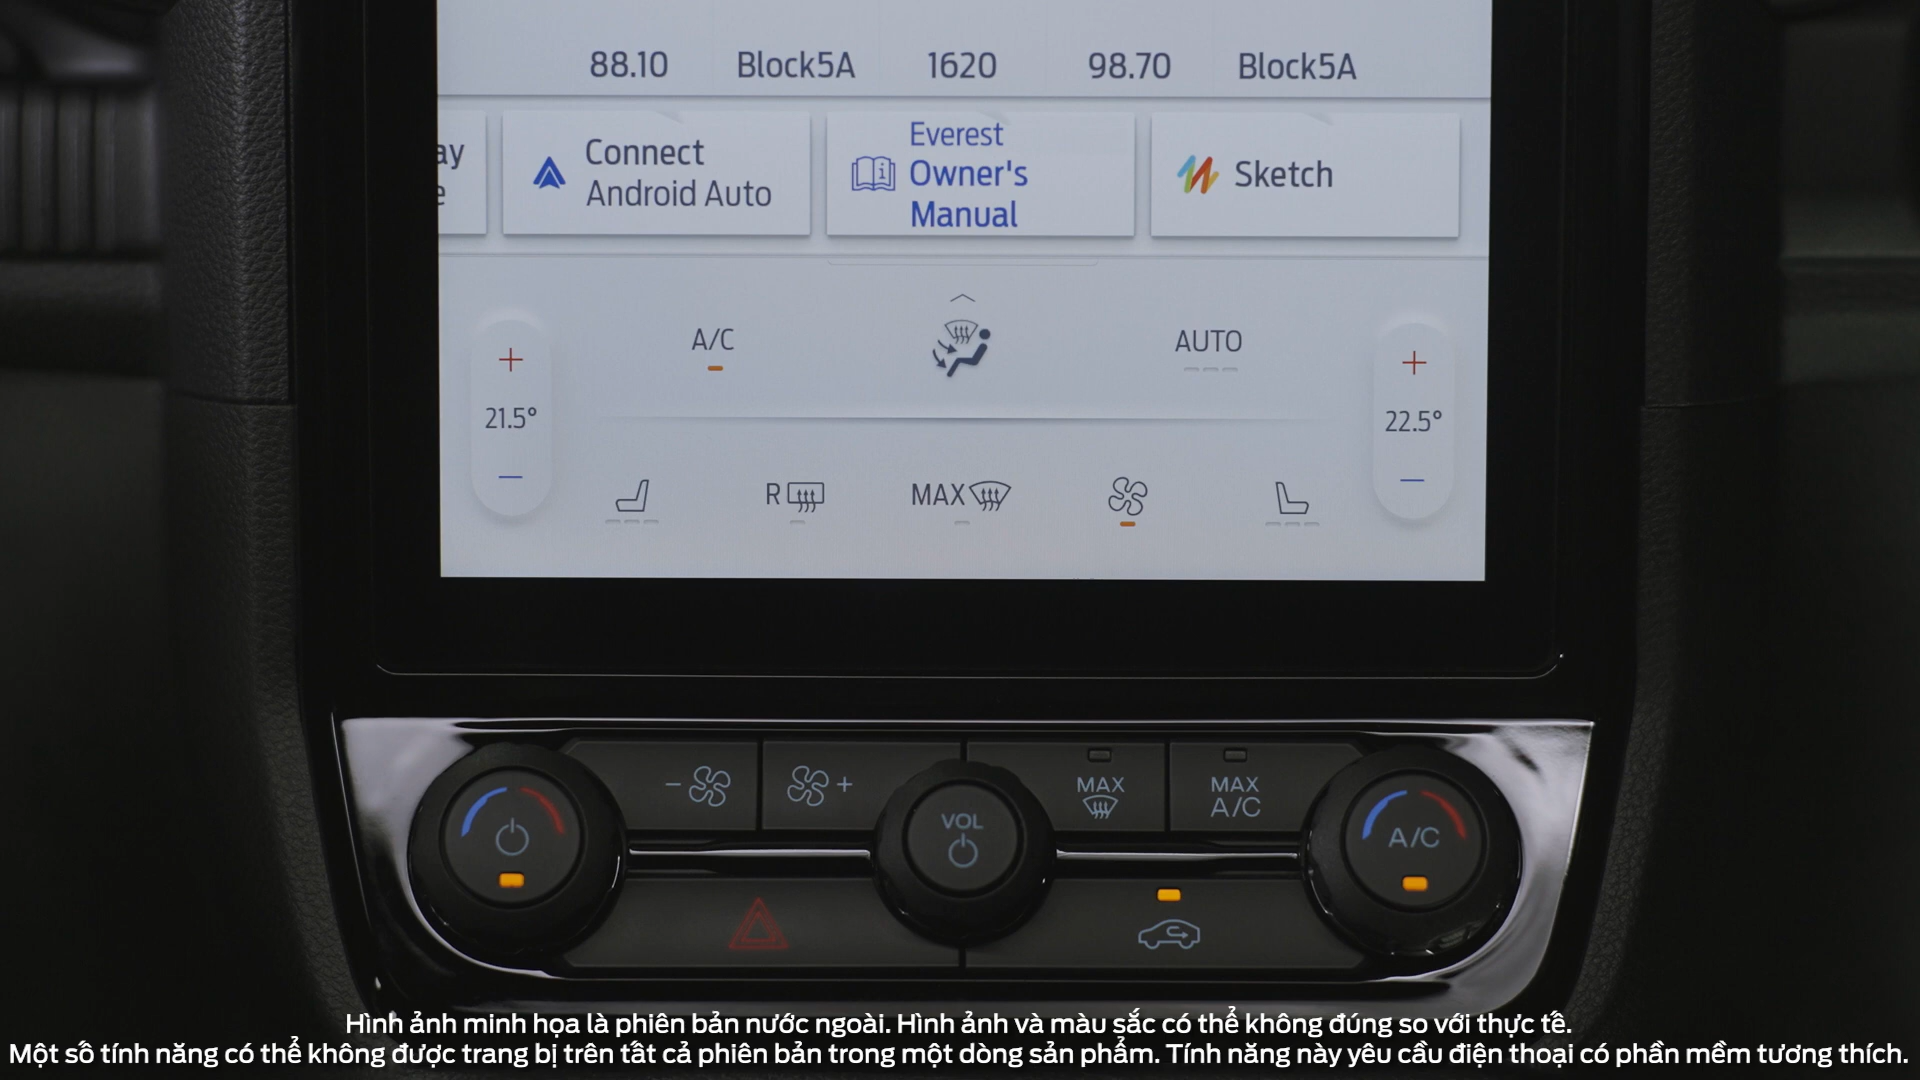 88.10 Block5A 1620 98.70 Block5A
ay
e
Connect
Android Auto
Everest
Owner's
Manual
Sketch
A/C
AUTO
+
21.5°
–
+
22.5°
–
R
MAX
– +
MAX
MAX
A/C
VOL
A/C
Hình ảnh minh họa là phiên bản nước ngoài. Hình ảnh và màu sắc có thể không đúng so với thực tế.
Một số tính năng có thể không được trang bị trên tất cả phiên bản trong một dòng sản phẩm. Tính năng này yêu cầu điện thoại có phần mềm tương thích.